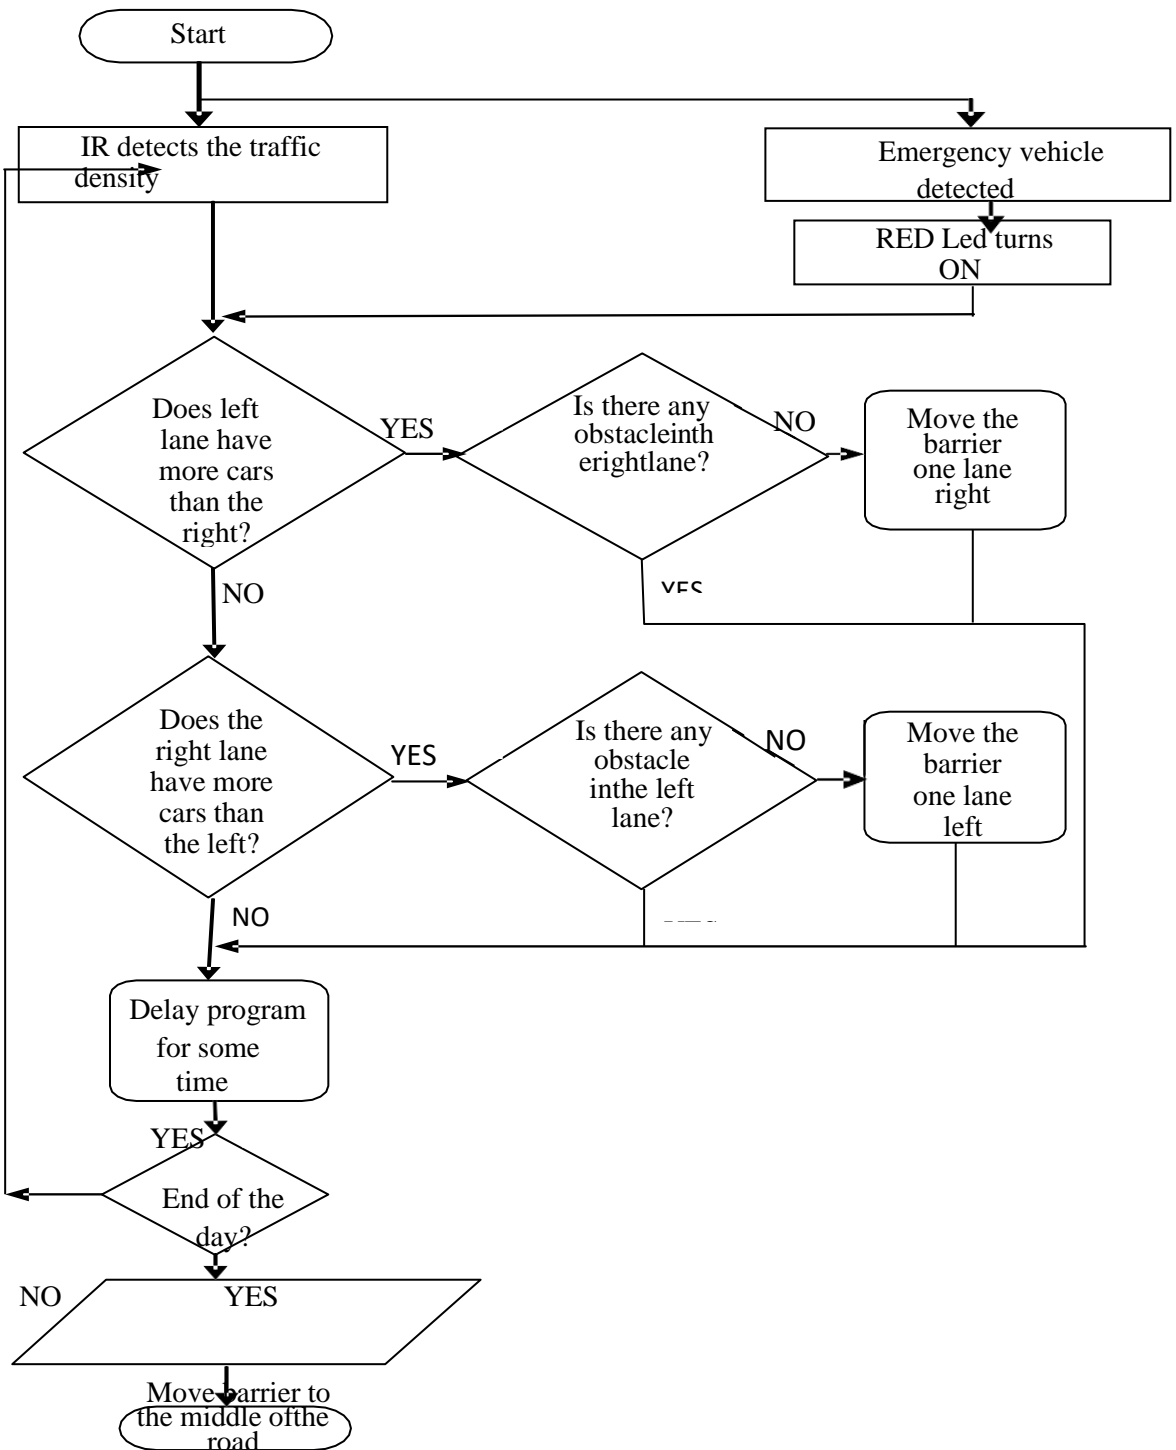 Start
IR detects the traffic
density
Emergency vehicle
detected
RED Led turns
ON
Does left
lane have
more cars
than the
right?
YES
Is there any
obstacleinth
erightlane?
NO
Move the
barrier
one lane
right
NO
YES
Does the
right lane
have more
cars than
the left?
YES
Is there any
obstacle
inthe left
lane?
NO
Move the
barrier
one lane
left
NO
Delay program
for some
time
YES
End of the
day?
NO
YES
Move barrier to
the middle ofthe
road